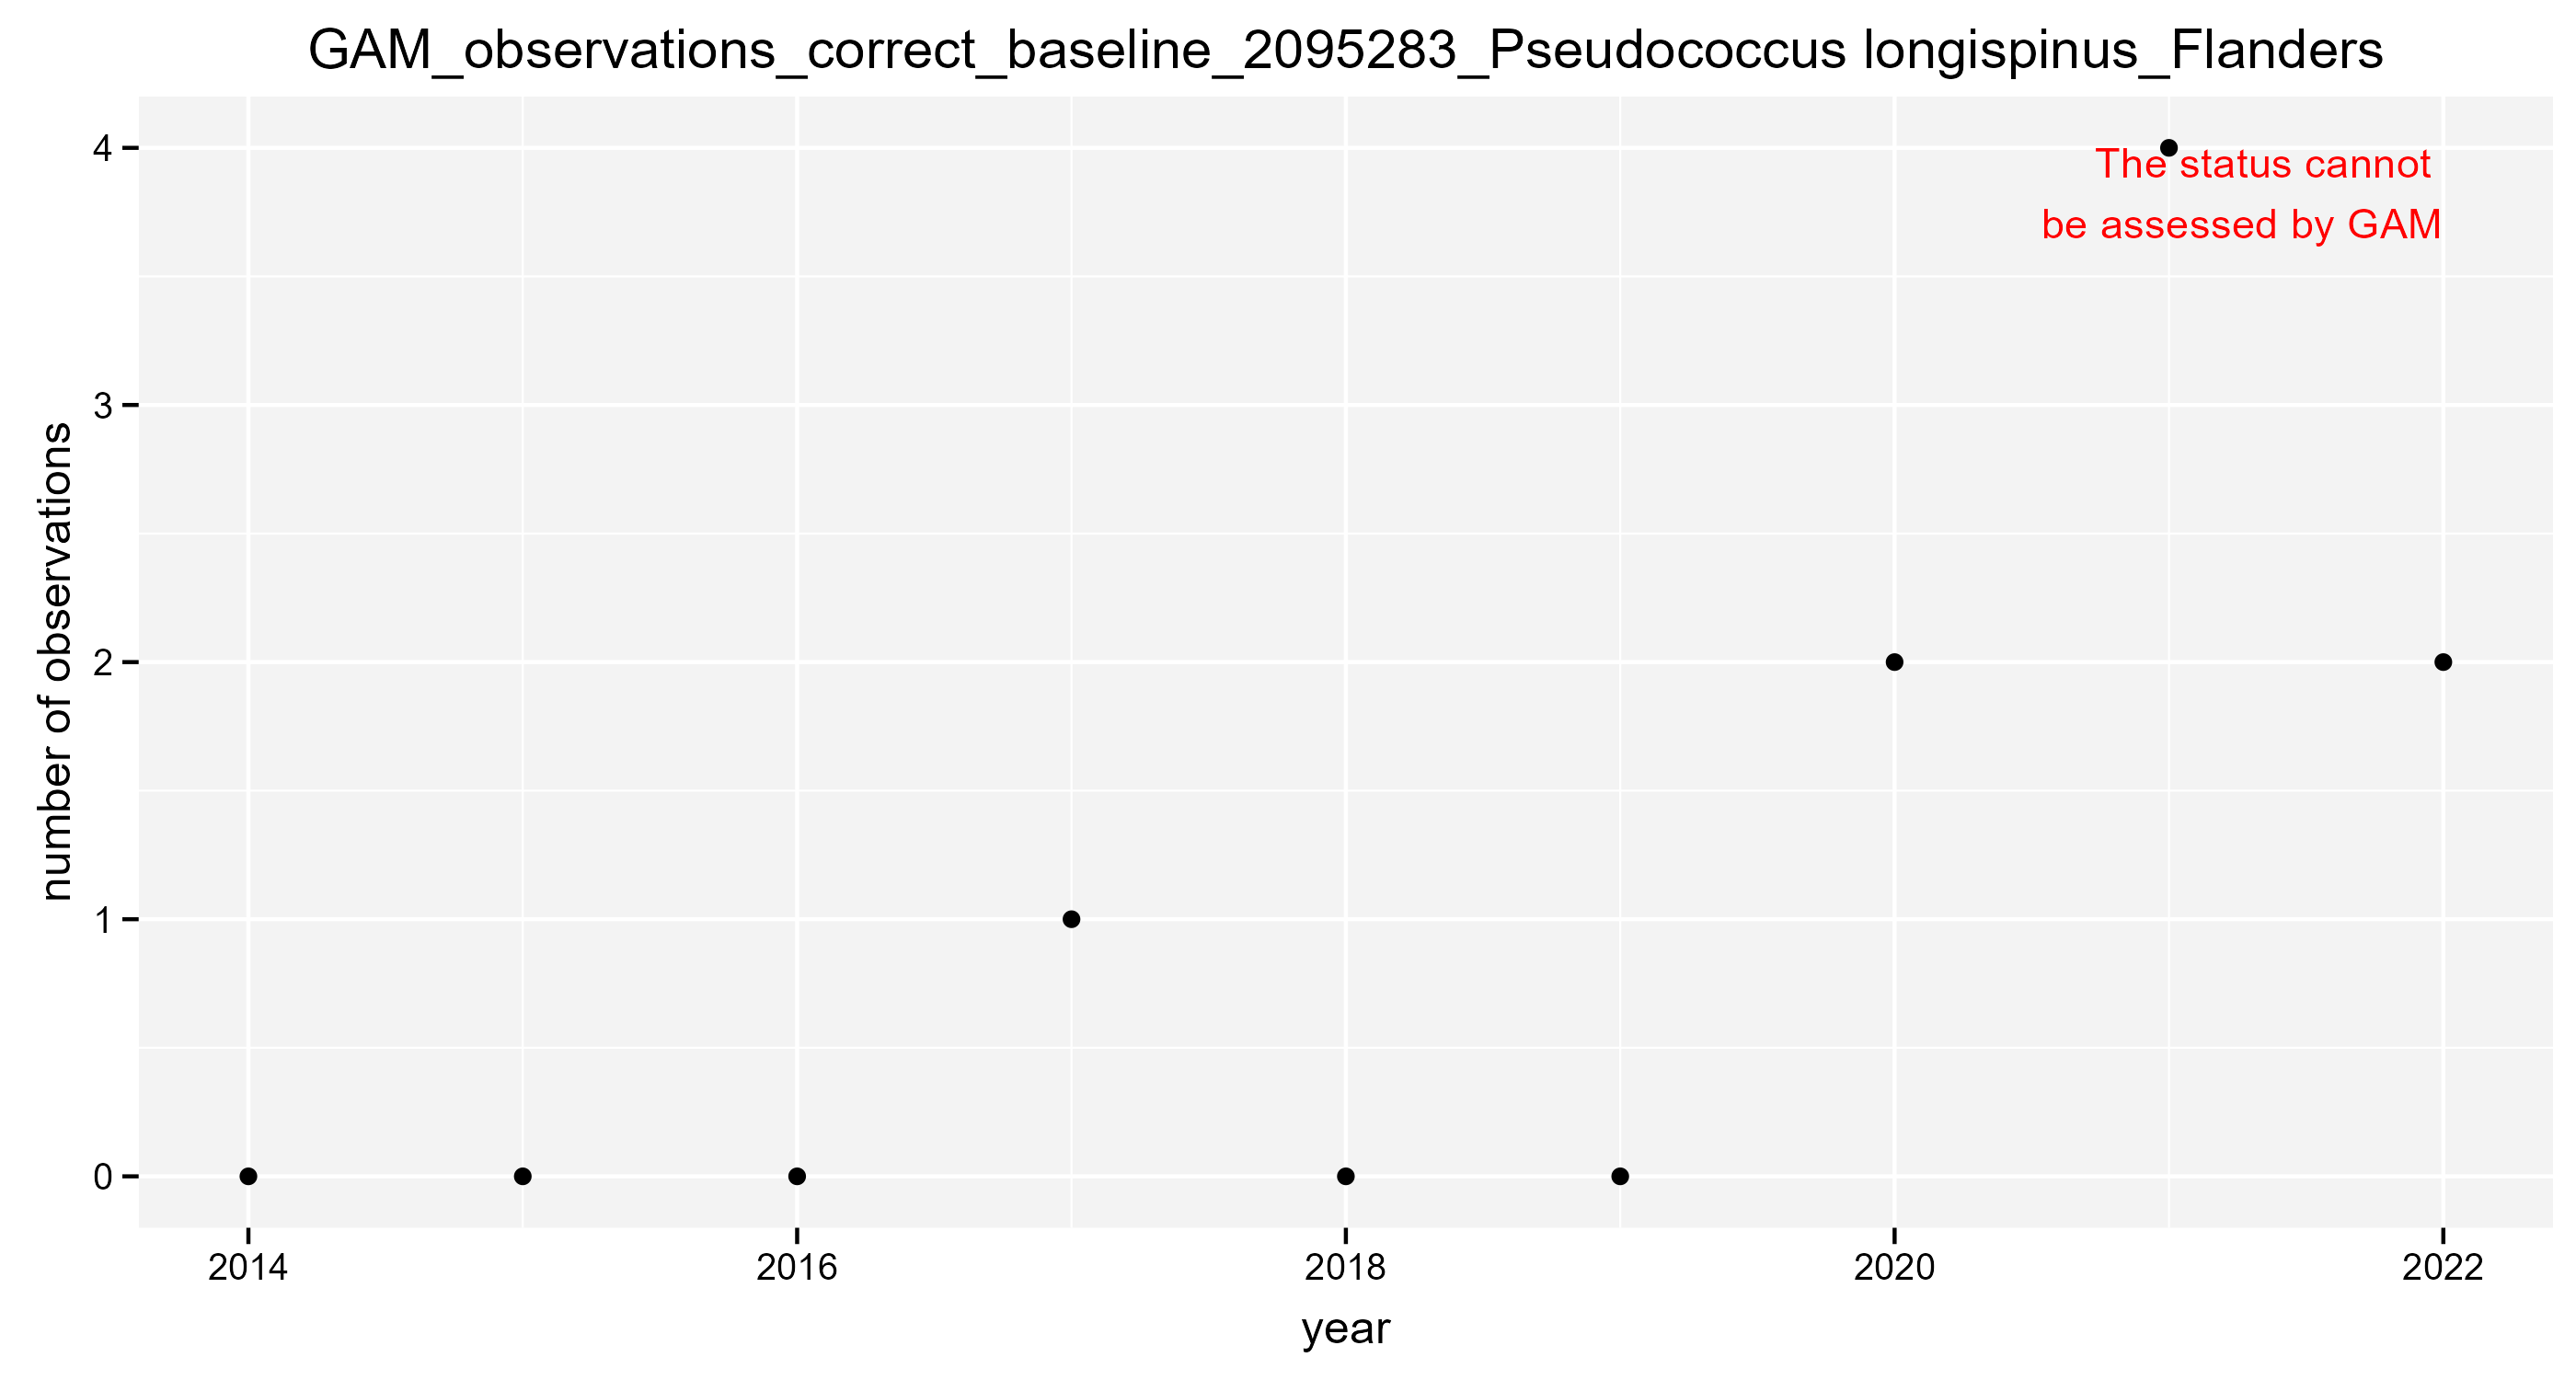 GAM_observations_correct_baseline_2095283_Pseudococcus longispinus_Flanders
The status cannot
be assessed by GAM
number of observations
4
3
2
1
0
2014
2016
2018
2020
2022
year